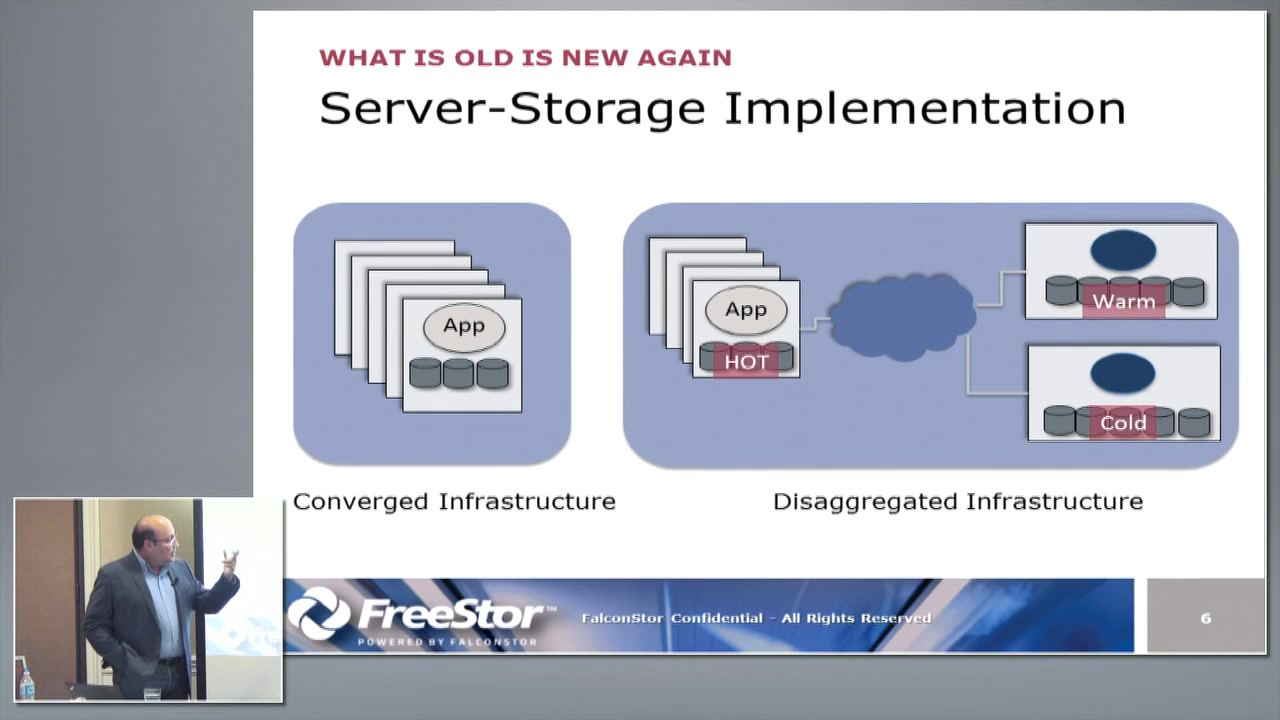 WHAT IS OLD IS NEW AGAIN
Server-Storage Implementation
App
App
HOT
Warm
Cold
Converged Infrastructure
Disaggregated Infrastructure
FreeStor™
POWERED BY FALCONSTOR
FalconStor Confidential - All Rights Reserved
6